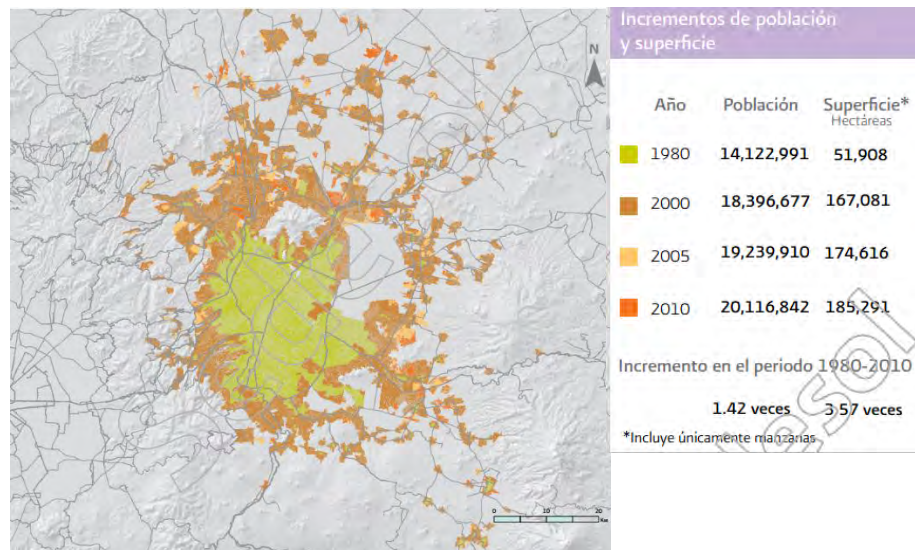 Incrementos de población
y superficie
N
Año Población Superficie*
Hectáreas
1980 14,122,991 51,908
2000 18,396,677 167,081
2005 19,239,910 174,616
2010 20,116,842 185,291
Incremento en el periodo 1980-2010
1.42 veces 3.57 veces
*Incluye únicamente manzanas
0 10 20
Km